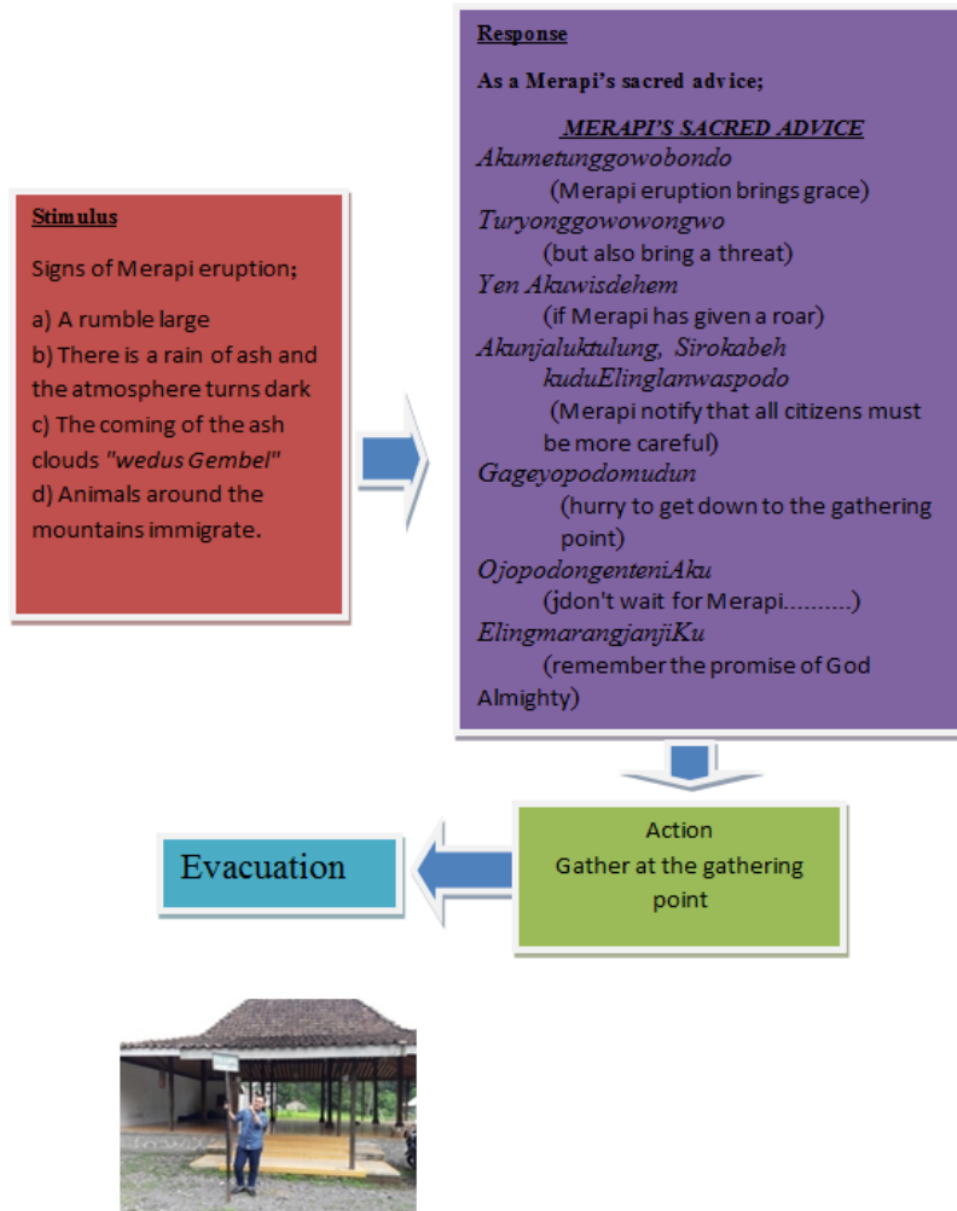 Stimulus
Signs of Merapi eruption;
a) A rumble large
b) There is a rain of ash and
the atmosphere turns dark
c) The coming of the ash
clouds "wedus Gembel"
d) Animals around the
mountains immigrate.
Response
As a Merapi's sacred advice;
MERAPI'S SACRED ADVICE
Akumetunggowobondo
(Merapi eruption brings grace)
Turyonggowowongwo
(but also bring a threat)
Yen Akuwisdehem
(if Merapi has given a roar)
Akunjaluktulung, Sirokabeh
kuduElinglanwaspodo
(Merapi notify that all citizens must
be more careful)
Gageyopodomudun
(hurry to get down to the gathering
point)
OjopodongenteniAku
(jdon't wait for Merapi..........)
ElingmarangjanjiKu
(remember the promise of God
Almighty)
Action
Gather at the gathering
point
Evacuation